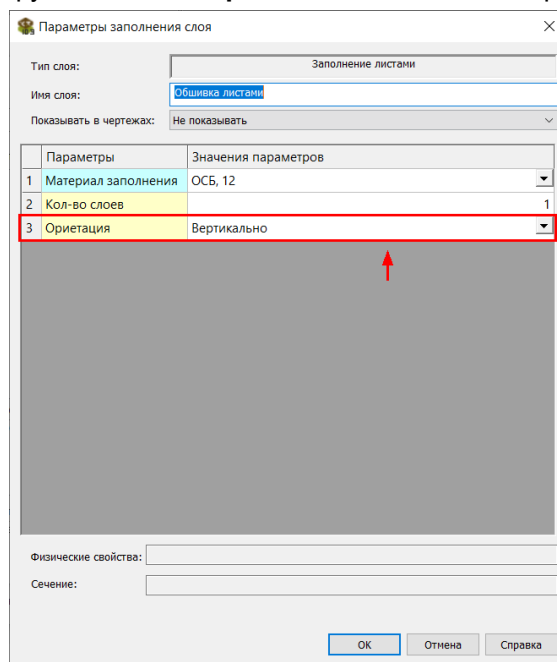 Параметры заполнения слоя
Тип слоя: Заполнение листами
Имя слоя: Обшивка листами
Показывать в чертежах: Не показывать
Параметры Значения параметров
1 Материал заполнения ОСБ, 12
2 Кол-во слоев 1
3 Ориетация Вертикально
Физические свойства:
Сечение:
ОК Отмена Справка